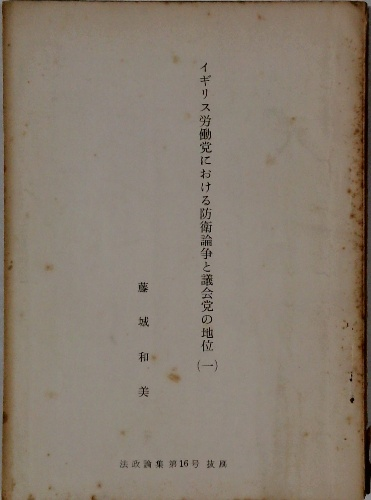 イギリス労働党における防衛論争と議会党の地位(一)
藤城和美
法政論集第16号抜刷